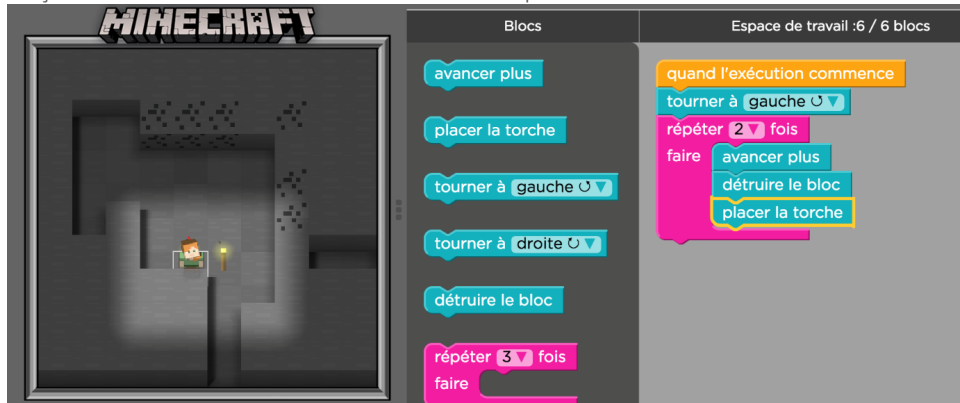 MINECRAFT
Blocs
Espace de travail :6 / 6 blocs
avancer plus
placer la torche
tourner à gauche ↺ ▼
tourner à droite ↻ ▼
détruire le bloc
répéter 3 ▼ fois
faire
quand l'exécution commence
tourner à gauche ↺ ▼
répéter 2 ▼ fois
faire avancer plus
détruire le bloc
placer la torche